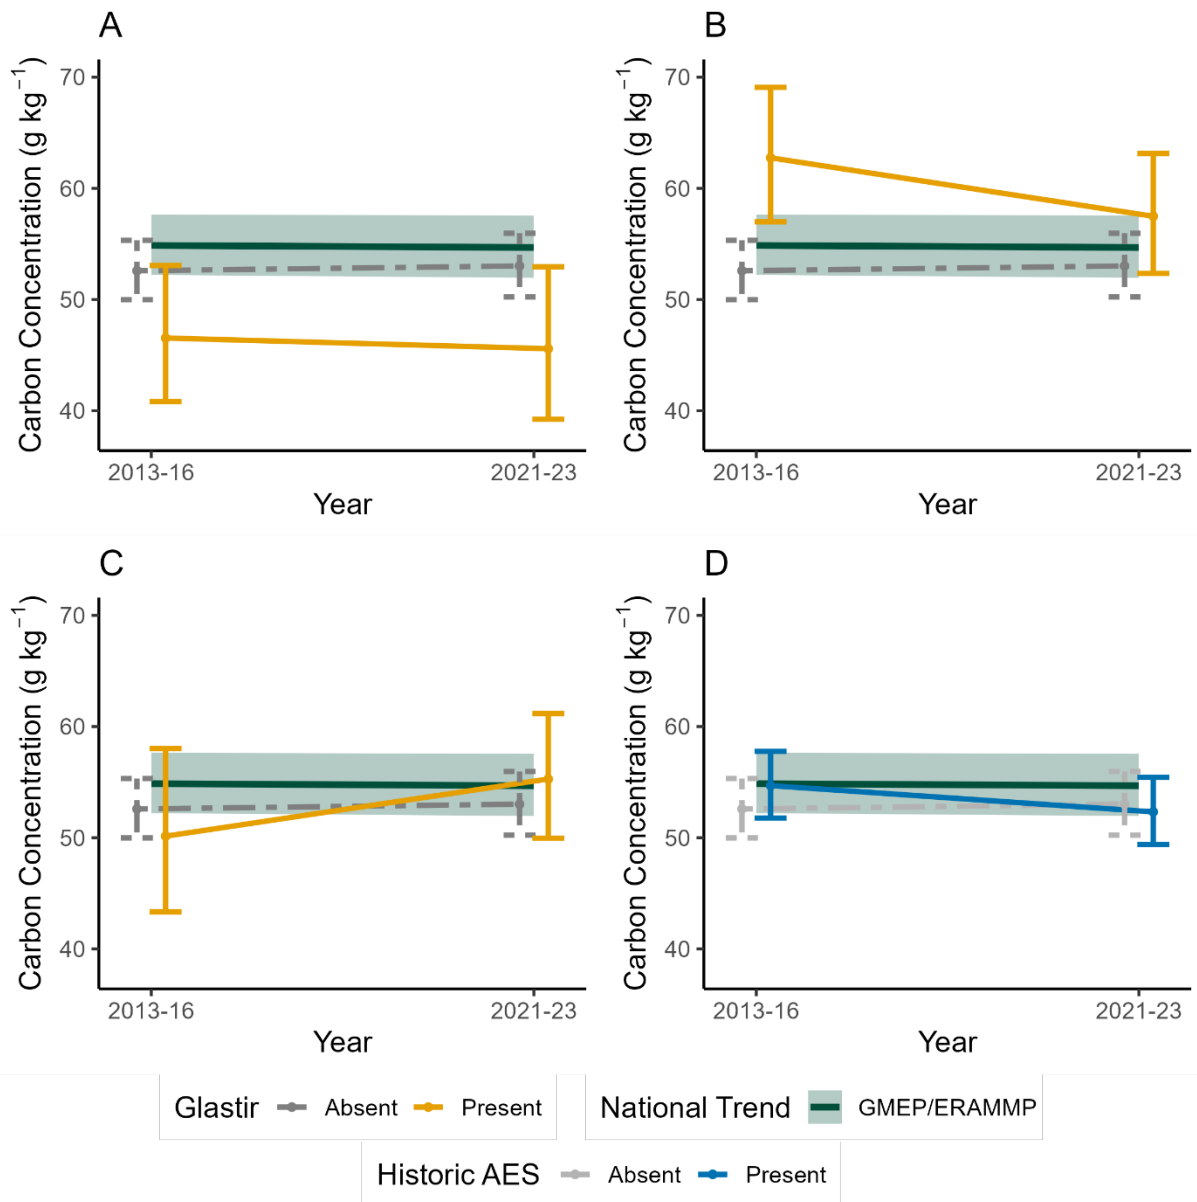 A
Carbon Concentration (g kg⁻¹)
70
60
50
40
2013-16
2021-23
Year
B
Carbon Concentration (g kg⁻¹)
70
60
50
40
2013-16
2021-23
Year
C
Carbon Concentration (g kg⁻¹)
70
60
50
40
2013-16
2021-23
Year
D
Carbon Concentration (g kg⁻¹)
70
60
50
40
2013-16
2021-23
Year
Glastir Absent Present
National Trend GMEP/ERAMMP
Historic AES Absent Present